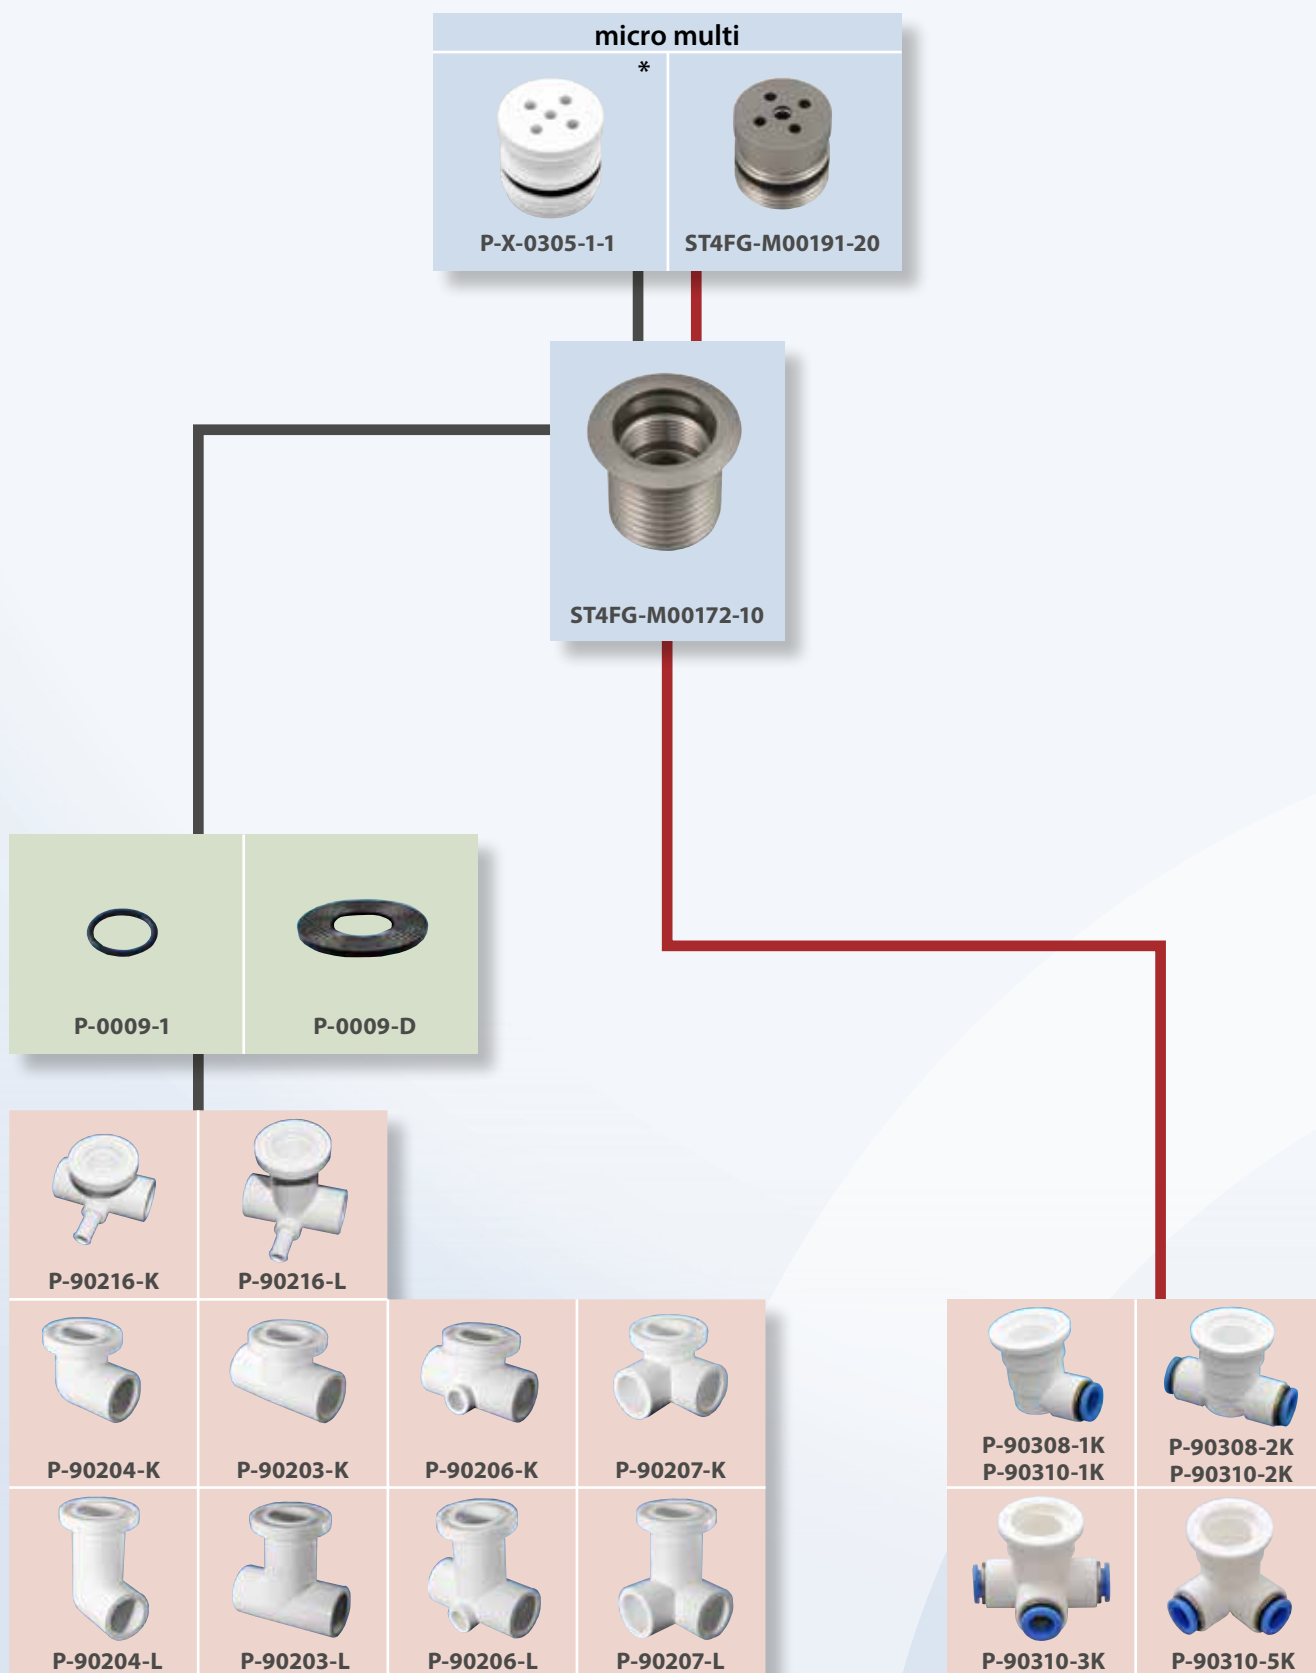 micro multi
*
P-X-0305-1-1
ST4FG-M00191-20
ST4FG-M00172-10
P-0009-1
P-0009-D
P-90216-K
P-90216-L
P-90204-K
P-90203-K
P-90206-K
P-90207-K
P-90308-1K
P-90310-1K
P-90308-2K
P-90310-2K
P-90204-L
P-90203-L
P-90206-L
P-90207-L
P-90310-3K
P-90310-5K